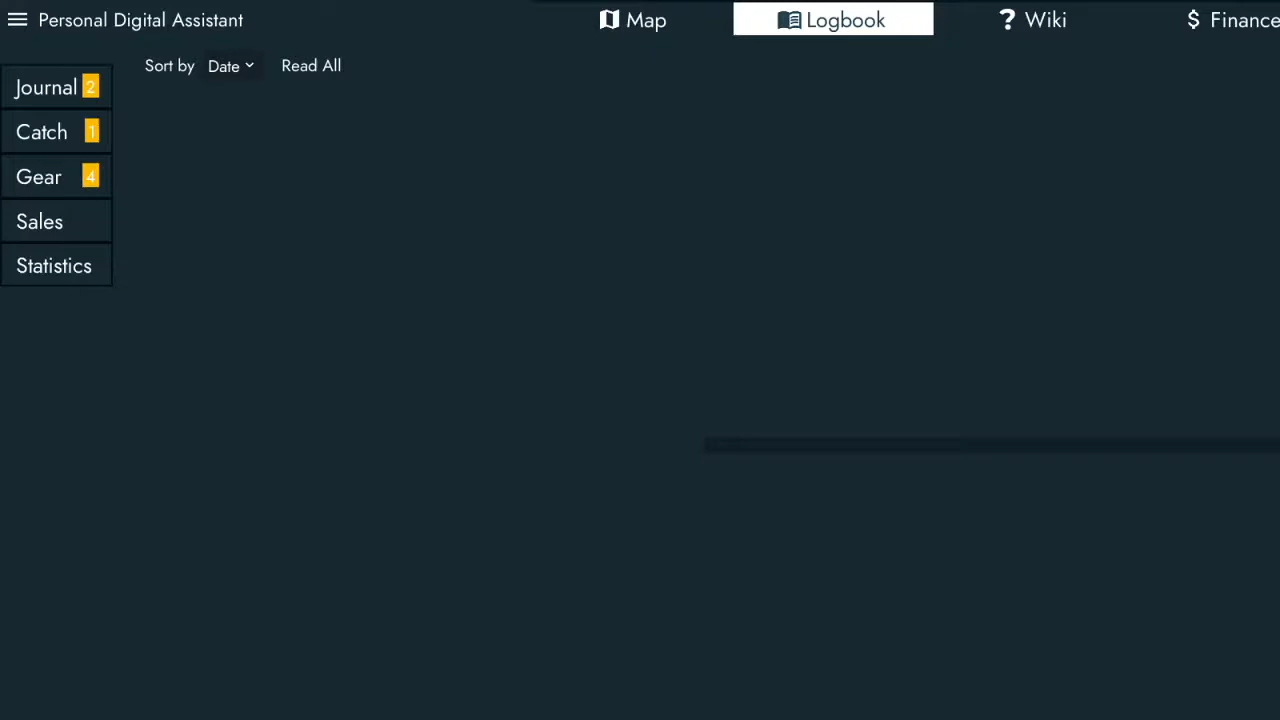 Personal Digital Assistant
Map
Logbook
? Wiki
$ Finance
Sort by Date Read All
Journal 2
Catch 1
Gear 4
Sales
Statistics